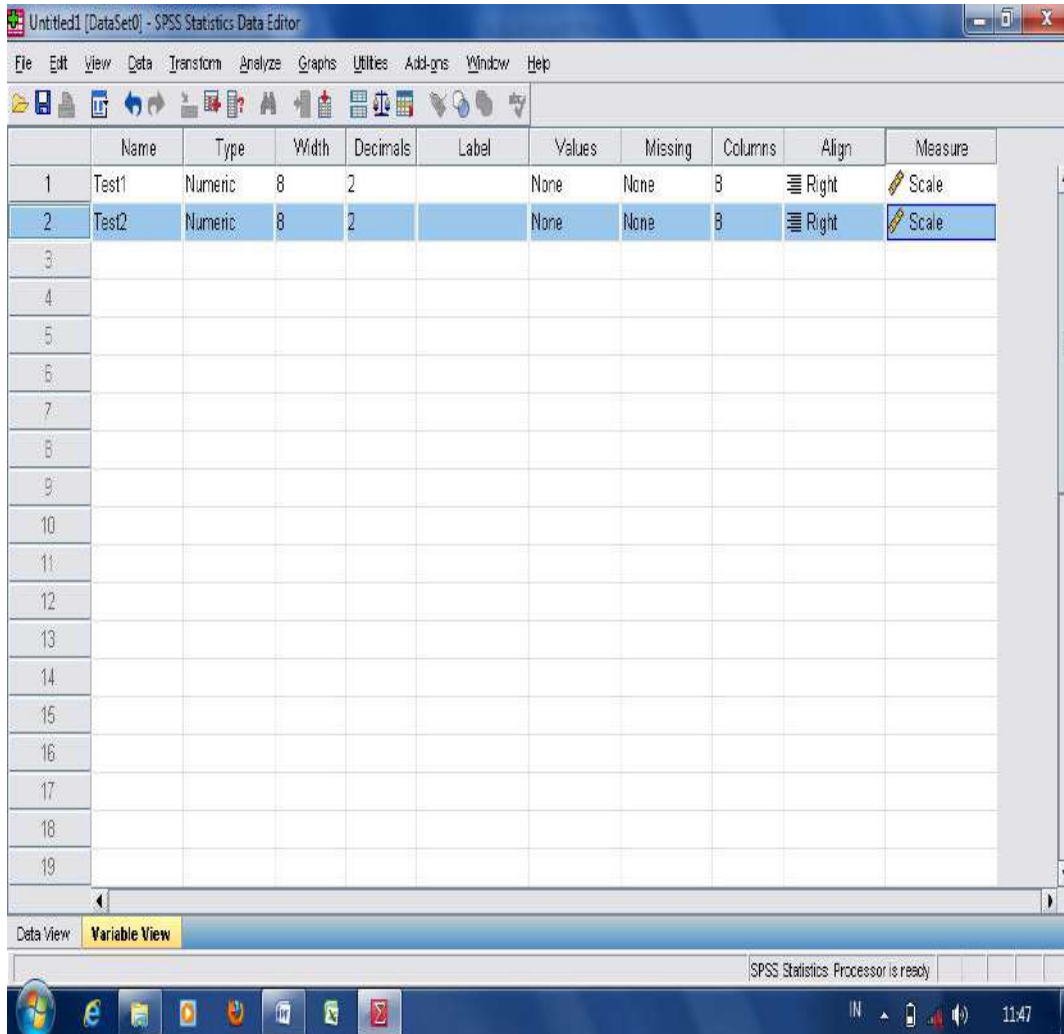 Untitled1 [DataSet0] - SPSS Statistics Data Editor
File Edit View Data Transform Analyze Graphs Utilities Add-ons Window Help
Name Type Width Decimals Label Values Missing Columns Align Measure
1 Test1 Numeric 8 2 None None 8 Right Scale
2 Test2 Numeric 8 2 None None 8 Right Scale
3
4
5
6
7
8
9
10
11
12
13
14
15
16
17
18
19
Data View Variable View
SPSS Statistics Processor is ready
IN 11:47